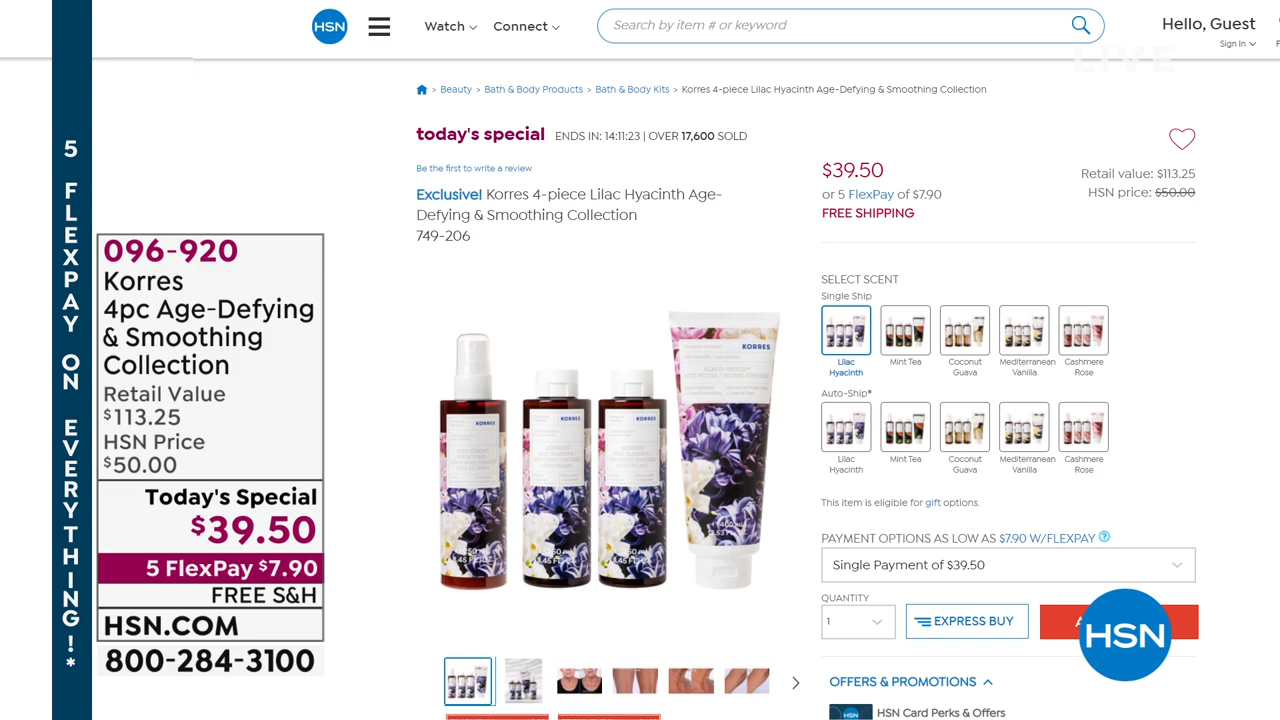 HSN
Watch
Connect
Search by item # or keyword
Hello, Guest
Sign In
LIVE
> Beauty > Bath & Body Products > Bath & Body Kits > Korres 4-piece Lilac Hyacinth Age-Defying & Smoothing Collection
today's special ENDS IN: 14:11:23 | OVER 17,600 SOLD
Be the first to write a review
Exclusive! Korres 4-piece Lilac Hyacinth Age-
Defying & Smoothing Collection
749-206
$39.50
or 5 FlexPay of $7.90
FREE SHIPPING
Retail value: $113.25
HSN price: $50.00
5 FLEXPAY ON EVERYTHING!*
096-920
Korres
4pc Age-Defying
& Smoothing
Collection
Retail Value
$113.25
HSN Price
$50.00
Today's Special
$39.50
5 FlexPay $7.90
FREE S&H
HSN.COM
800-284-3100
KORRES
KORRES
KORRES
KORRES
SELECT SCENT
Single Ship
Lilac Hyacinth
Mint Tea
Coconut Guava
Mediterranean Vanilla
Cashmere Rose
Auto-Ship®
Lilac Hyacinth
Mint Tea
Coconut Guava
Mediterranean Vanilla
Cashmere Rose
This item is eligible for gift options.
PAYMENT OPTIONS AS LOW AS $7.90 W/FLEXPAY ?
Single Payment of $39.50
QUANTITY
1
EXPRESS BUY
HSN
OFFERS & PROMOTIONS
HSN
HSN Card Perks & Offers